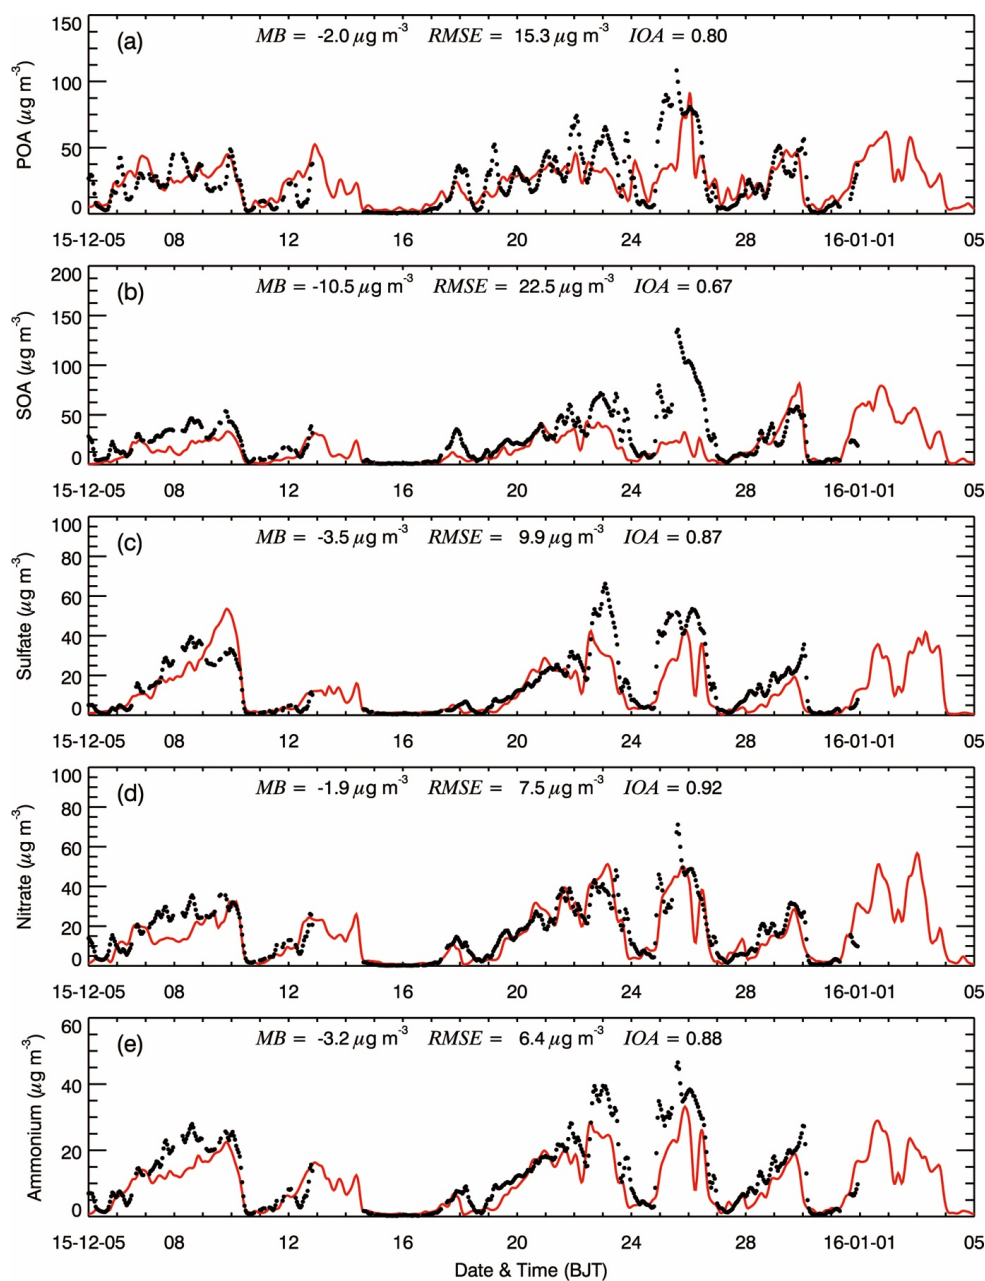 (a) MB = -2.0 μg m-3 RMSE = 15.3 μg m-3 IOA = 0.80
POA (μg m-3)
150
100
50
0
15-12-05 08 12 16 20 24 28 16-01-01 05
(b) MB = -10.5 μg m-3 RMSE = 22.5 μg m-3 IOA = 0.67
SOA (μg m-3)
200
150
100
50
0
15-12-05 08 12 16 20 24 28 16-01-01 05
(c) MB = -3.5 μg m-3 RMSE = 9.9 μg m-3 IOA = 0.87
Sulfate (μg m-3)
100
80
60
40
20
0
15-12-05 08 12 16 20 24 28 16-01-01 05
(d) MB = -1.9 μg m-3 RMSE = 7.5 μg m-3 IOA = 0.92
Nitrate (μg m-3)
100
80
60
40
20
0
15-12-05 08 12 16 20 24 28 16-01-01 05
(e) MB = -3.2 μg m-3 RMSE = 6.4 μg m-3 IOA = 0.88
Ammonium (μg m-3)
60
40
20
0
15-12-05 08 12 16 20 24 28 16-01-01 05
Date & Time (BJT)